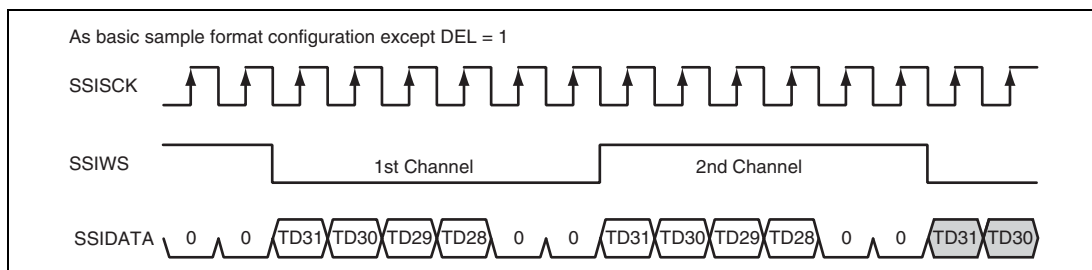 As basic sample format configuration except DEL = 1
SSISCK
SSIWS 1st Channel 2nd Channel
SSIDATA 0 0 TD31 TD30 TD29 TD28 0 0 TD31 TD30 TD29 TD28 0 0 TD31 TD30